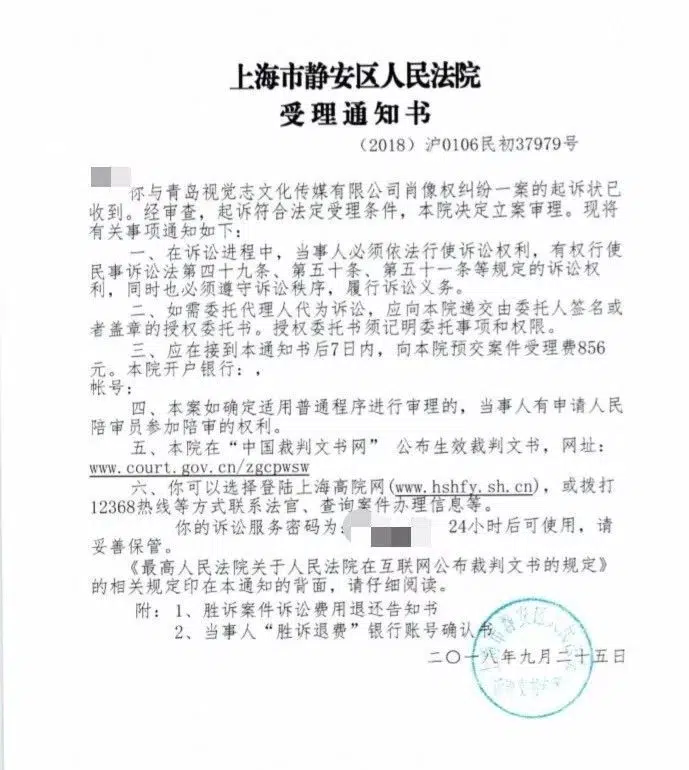 上海市静安区人民法院
受理通知书
（2018）沪0106民初37979号
你与青岛视觉志文化传媒有限公司肖像权纠纷一案的起诉状已
收到。经审查，起诉符合法定受理条件，本院决定立案审理。现将
有关事项通知如下：
一、在诉讼进程中，当事人必须依法行使诉讼权利，有权行使
民事诉讼法第四十九条、第五十条、第五十一条等规定的诉讼权
利，同时也必须遵守诉讼秩序，履行诉讼义务。
二、如需委托代理人代为诉讼，应向本院递交由委托人签名或
者盖章的授权委托书。授权委托书须记明委托事项和权限。
三、应在接到本通知书后7日内，向本院预交案件受理费856
元。本院开户银行：，
帐号：
四、本案如确定适用普通程序进行审理的，当事人有申请人民
陪审员参加陪审的权利。
五、本院在“中国裁判文书网” 公布生效裁判文书，网址：
www.court.gov.cn/zgcpwsw
六、你可以选择登陆上海高院网(www.hshfy.sh.cn)，或拨打
12368热线等方式联系法官、查询案件办理信息等。
你的诉讼服务密码为 24小时后可使用，请
妥善保管。
《最高人民法院关于人民法院在互联网公布裁判文书的规定》
的相关规定印在本通知的背面，请仔细阅读。
附：1、胜诉案件诉讼费用退还告知书
2、当事人“胜诉退费”银行账号确认书
二〇一八年九月二十五日
上海市静安区人民法院